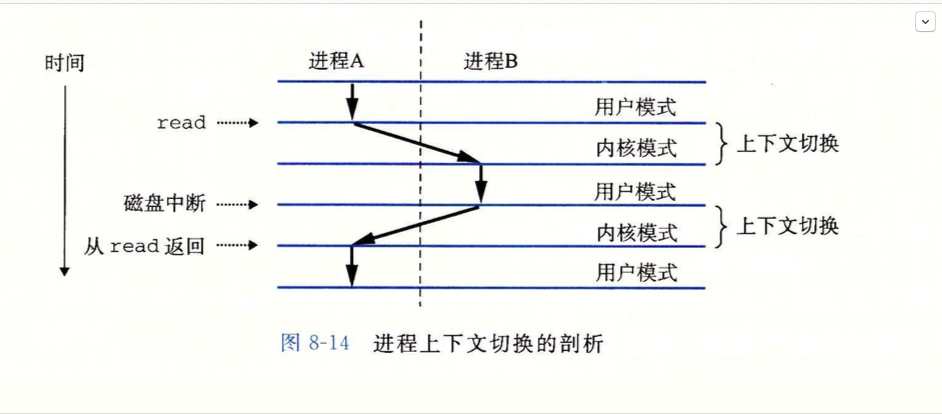 时间
进程A 进程B
用户模式
read
内核模式 上下文切换
用户模式
磁盘中断
内核模式 上下文切换
从 read 返回
用户模式
图 8-14 进程上下文切换的剖析